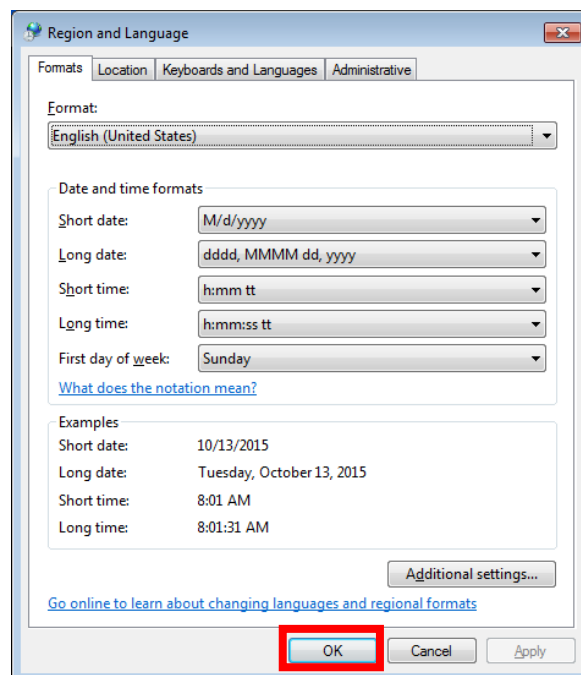 Region and Language
Formats Location Keyboards and Languages Administrative
Format:
English (United States)
Date and time formats
Short date: M/d/yyyy
Long date: dddd, MMMM dd, yyyy
Short time: h:mm tt
Long time: h:mm:ss tt
First day of week: Sunday
What does the notation mean?
Examples
Short date: 10/13/2015
Long date: Tuesday, October 13, 2015
Short time: 8:01 AM
Long time: 8:01:31 AM
Additional settings...
Go online to learn about changing languages and regional formats
OK Cancel Apply